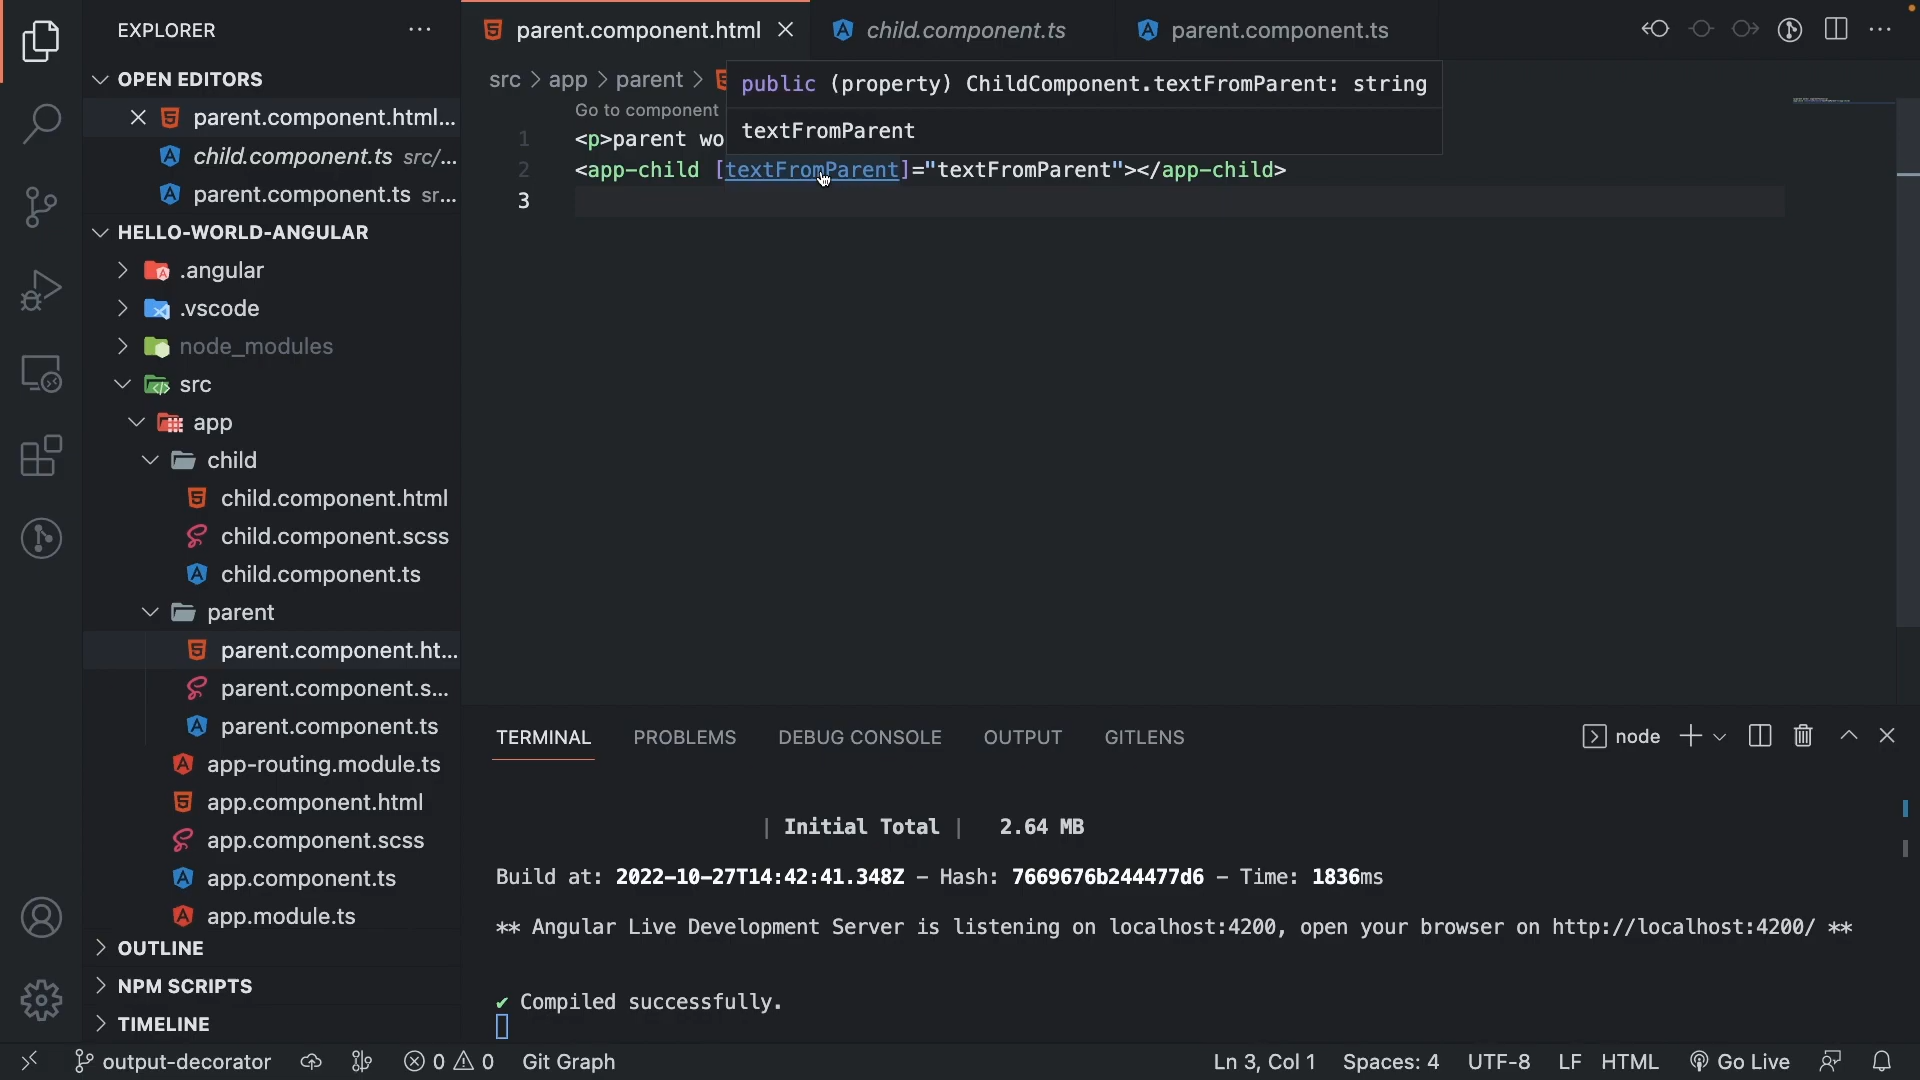 EXPLORER
OPEN EDITORS
parent.component.html...
child.component.ts src/...
parent.component.ts sr...
HELLO-WORLD-ANGULAR
.angular
.vscode
node_modules
src
app
child
child.component.html
child.component.scss
child.component.ts
parent
parent.component.ht...
parent.component.s...
parent.component.ts
app-routing.module.ts
app.component.html
app.component.scss
app.component.ts
app.module.ts
OUTLINE
NPM SCRIPTS
TIMELINE
parent.component.html
child.component.ts
parent.component.ts
src > app > parent >
public (property) ChildComponent.textFromParent: string
textFromParent
Go to component
1 <p>parent wo
2 <app-child [textFromParent]="textFromParent"></app-child>
3
TERMINAL PROBLEMS DEBUG CONSOLE OUTPUT GITLENS
node
| Initial Total | 2.64 MB
Build at: 2022-10-27T14:42:41.348Z - Hash: 7669676b244477d6 - Time: 1836ms
** Angular Live Development Server is listening on localhost:4200, open your browser on http://localhost:4200/ **
✔ Compiled successfully.
output-decorator 0 0 Git Graph Ln 3, Col 1 Spaces: 4 UTF-8 LF HTML Go Live